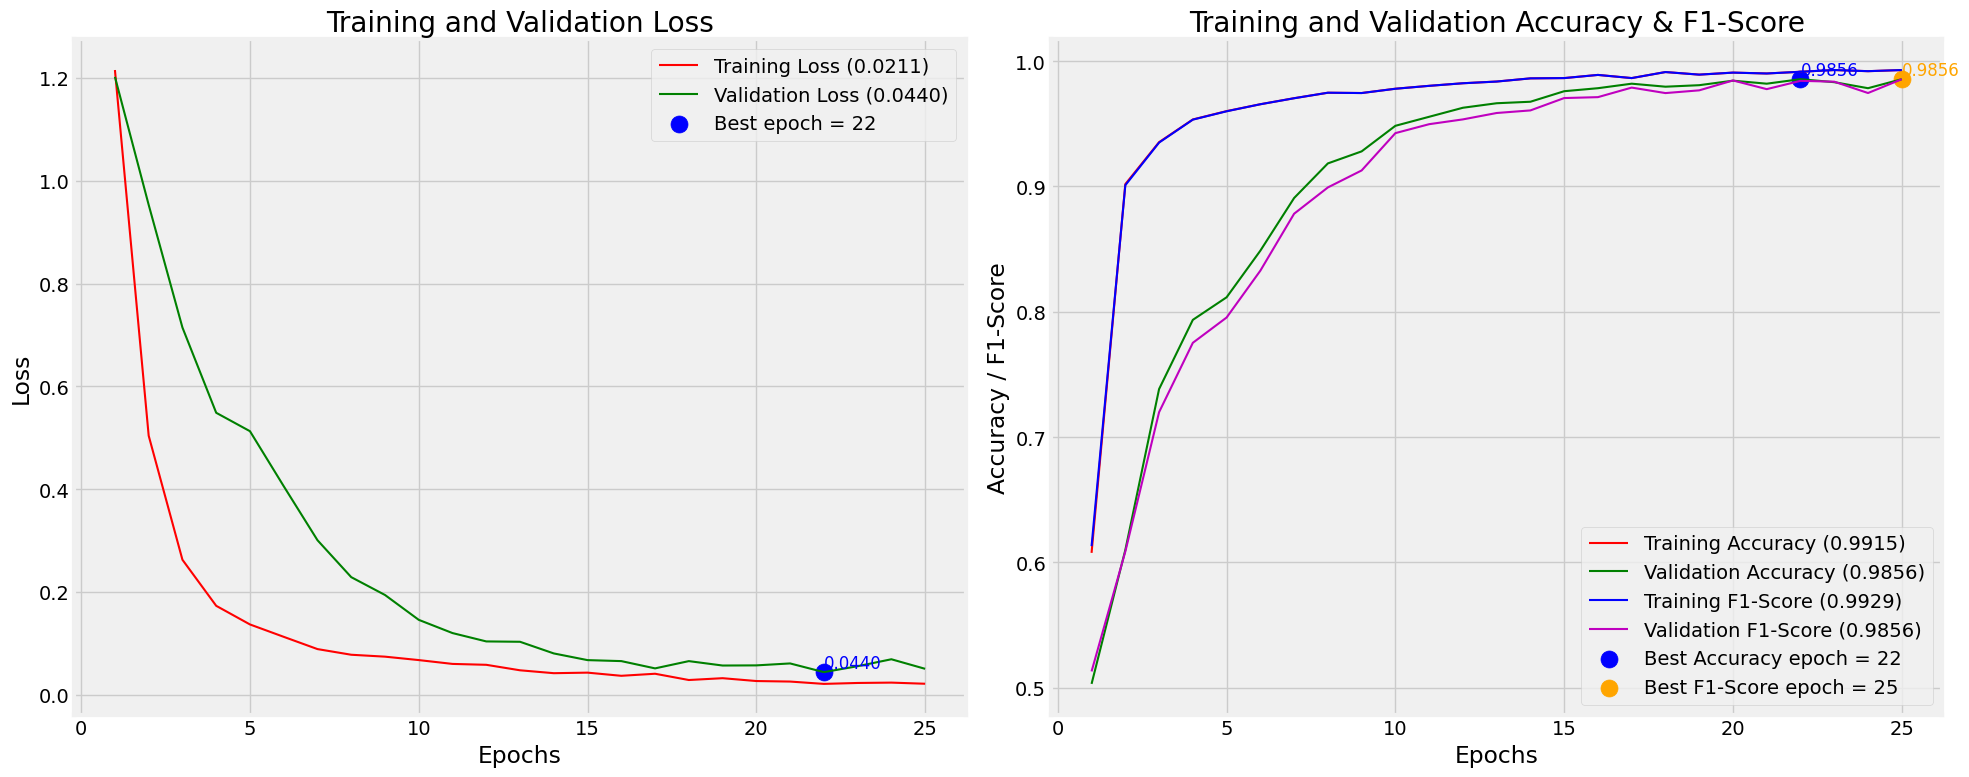 Training and Validation Loss
Loss
1.2
1.0
0.8
0.6
0.4
0.2
0.0
Training Loss (0.0211)
Validation Loss (0.0440)
Best epoch = 22
0.0440
0
5
10
15
20
25
Epochs
Training and Validation Accuracy & F1-Score
Accuracy / F1-Score
1.0
0.9
0.8
0.7
0.6
0.5
0.9856
0.9856
Training Accuracy (0.9915)
Validation Accuracy (0.9856)
Training F1-Score (0.9929)
Validation F1-Score (0.9856)
Best Accuracy epoch = 22
Best F1-Score epoch = 25
0
5
10
15
20
25
Epochs